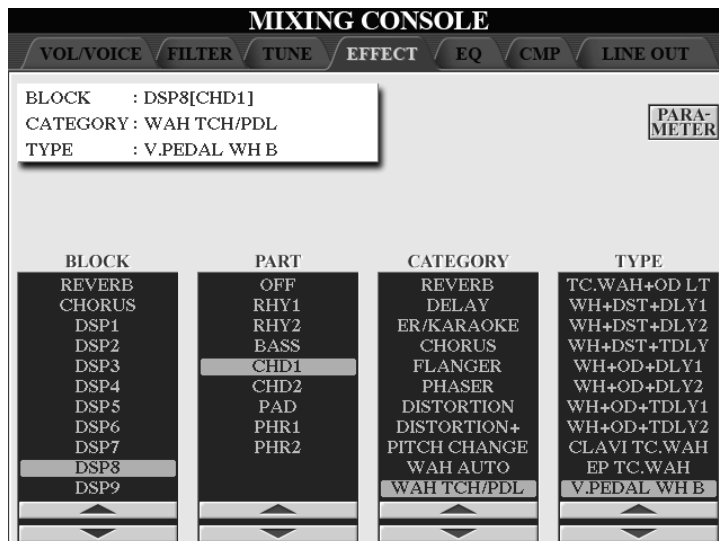 MIXING CONSOLE
VOL/VOICE FILTER TUNE EFFECT EQ CMP LINE OUT
BLOCK : DSP8[CHD1]
CATEGORY : WAH TCH/PDL
TYPE : V.PEDAL WH B
PARA-
METER
BLOCK PART CATEGORY TYPE
REVERB OFF REVERB TC.WAH+OD LT
CHORUS RHY1 DELAY WH+DST+DLY1
DSP1 RHY2 ER/KARAOKE WH+DST+DLY2
DSP2 BASS CHORUS WH+DST+TDLY
DSP3 CHD1 FLANGER WH+OD+DLY1
DSP4 CHD2 PHASER WH+OD+DLY2
DSP5 PAD DISTORTION WH+OD+TDLY1
DSP6 PHR1 DISTORTION+ WH+OD+TDLY2
DSP7 PHR2 PITCH CHANGE CLAVI TC.WAH
DSP8 WAH AUTO EP TC.WAH
DSP9 WAH TCH/PDL V.PEDAL WH B